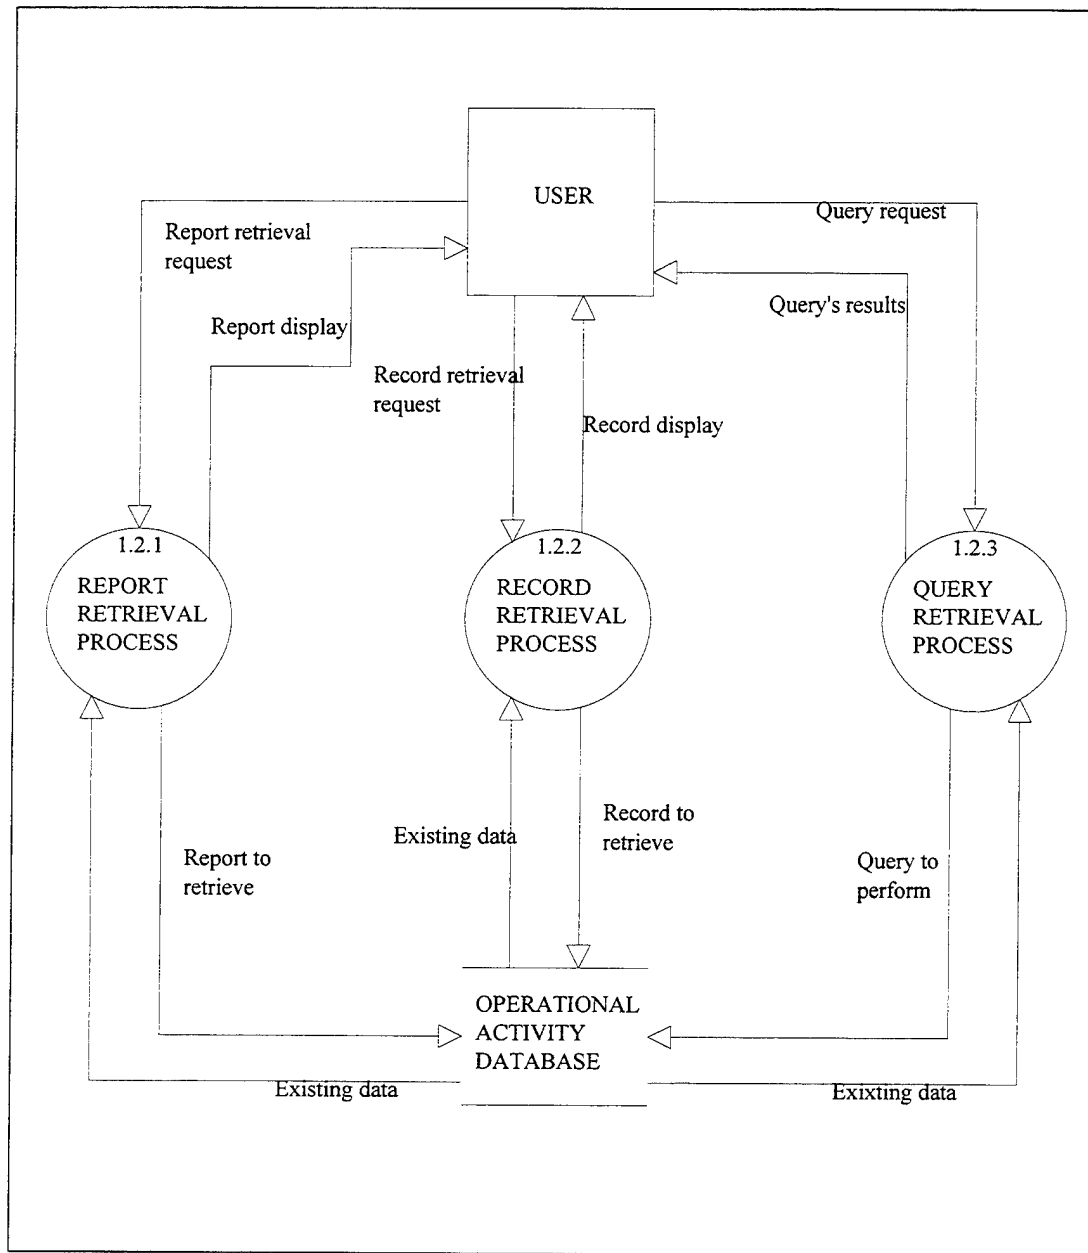 USER
Query request
Report retrieval
request
Query's results
Report display
Record retrieval
request
Record display
1.2.1
REPORT
RETRIEVAL
PROCESS
1.2.2
RECORD
RETRIEVAL
PROCESS
1.2.3
QUERY
RETRIEVAL
PROCESS
Existing data
Record to
retrieve
Report to
retrieve
Query to
perform
OPERATIONAL
ACTIVITY
DATABASE
Existing data
Exixting data